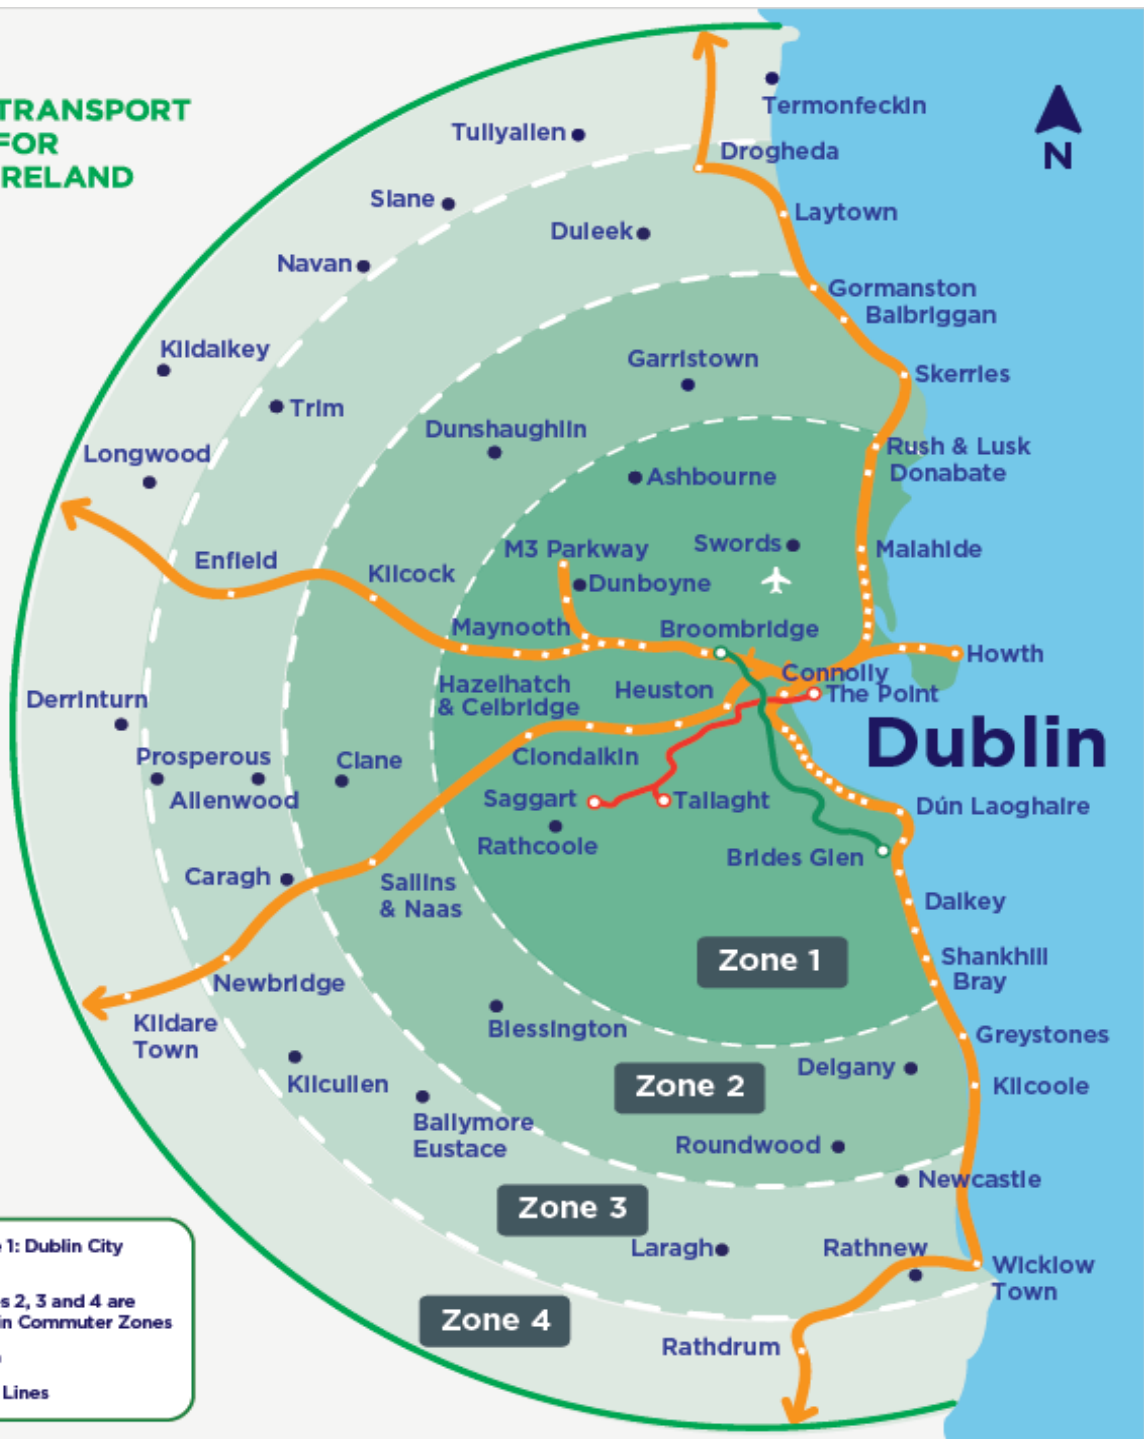 TRANSPORT
FOR
IRELAND
N
Termonfeckin
Tullyallen
Drogheda
Slane
Laytown
Duleek
Navan
Gormanston
Balbriggan
Kildalkey
Garristown
Skerries
Trim
Dunshaughlin
Rush & Lusk
Longwood
Donabate
Ashbourne
Swords
M3 Parkway
Malahide
Enfield
Kilcock
Dunboyne
Maynooth
Broombridge
Howth
Connolly
Hazelhatch
& Celbridge
Heuston
The Point
Derrinturn
Dublin
Prosperous
Clane
Clondalkin
Allenwood
Saggart
Tallaght
Dún Laoghaire
Rathcoole
Brides Glen
Caragh
Sallins
& Naas
Dalkey
Zone 1
Shankhill
Bray
Newbridge
Kildare
Town
Blessington
Greystones
Delgany
Zone 2
Kilcoole
Kilcullen
Ballymore
Eustace
Roundwood
Newcastle
Zone 3
Laragh
Rathnew
Wicklow
Town
Zone 4
Rathdrum
1: Dublin City
2, 3 and 4 are
in Commuter Zones
Lines